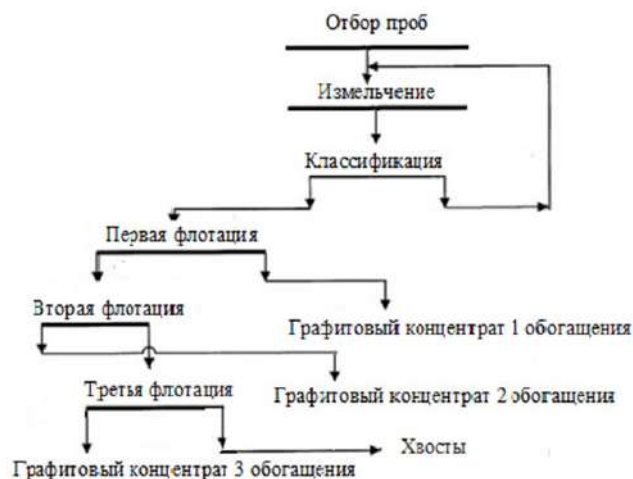 Отбор проб
Измельчение
Классификация
Первая флотация
Графитовый концентрат 1 обогащения
Вторая флотация
Графитовый концентрат 2 обогащения
Третья флотация
Хвосты
Графитовый концентрат 3 обогащения